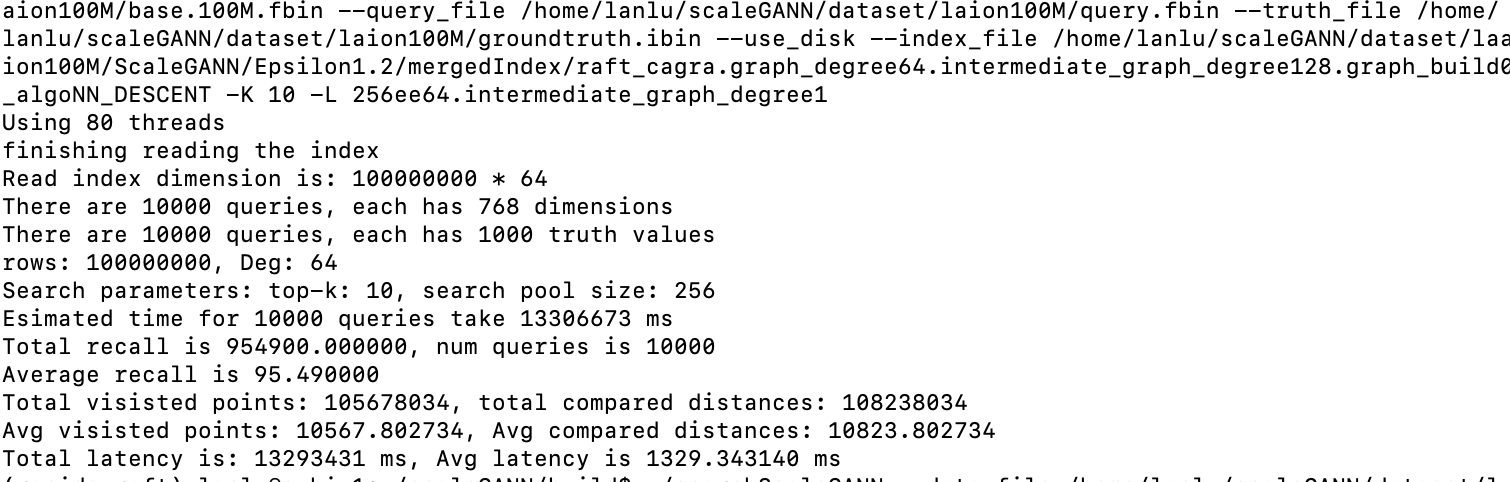 aion100M/base.100M.fbin --query_file /home/lanlu/scaleGANN/dataset/laion100M/query.fbin --truth_file /home/
lanlu/scaleGANN/dataset/laion100M/groundtruth.ibin --use_disk --index_file /home/lanlu/scaleGANN/dataset/laa
ion100M/ScaleGANN/Epsilon1.2/mergedIndex/raft_cagra.graph_degree64.intermediate_graph_degree128.graph_build0
_algoNN_DESCENT -K 10 -L 256ee64.intermediate_graph_degree1
Using 80 threads
finishing reading the index
Read index dimension is: 100000000 * 64
There are 10000 queries, each has 768 dimensions
There are 10000 queries, each has 1000 truth values
rows: 100000000, Deg: 64
Search parameters: top-k: 10, search pool size: 256
Esimated time for 10000 queries take 13306673 ms
Total recall is 954900.000000, num queries is 10000
Average recall is 95.490000
Total visisted points: 105678034, total compared distances: 108238034
Avg visisted points: 10567.802734, Avg compared distances: 10823.802734
Total latency is: 13293431 ms, Avg latency is 1329.343140 ms